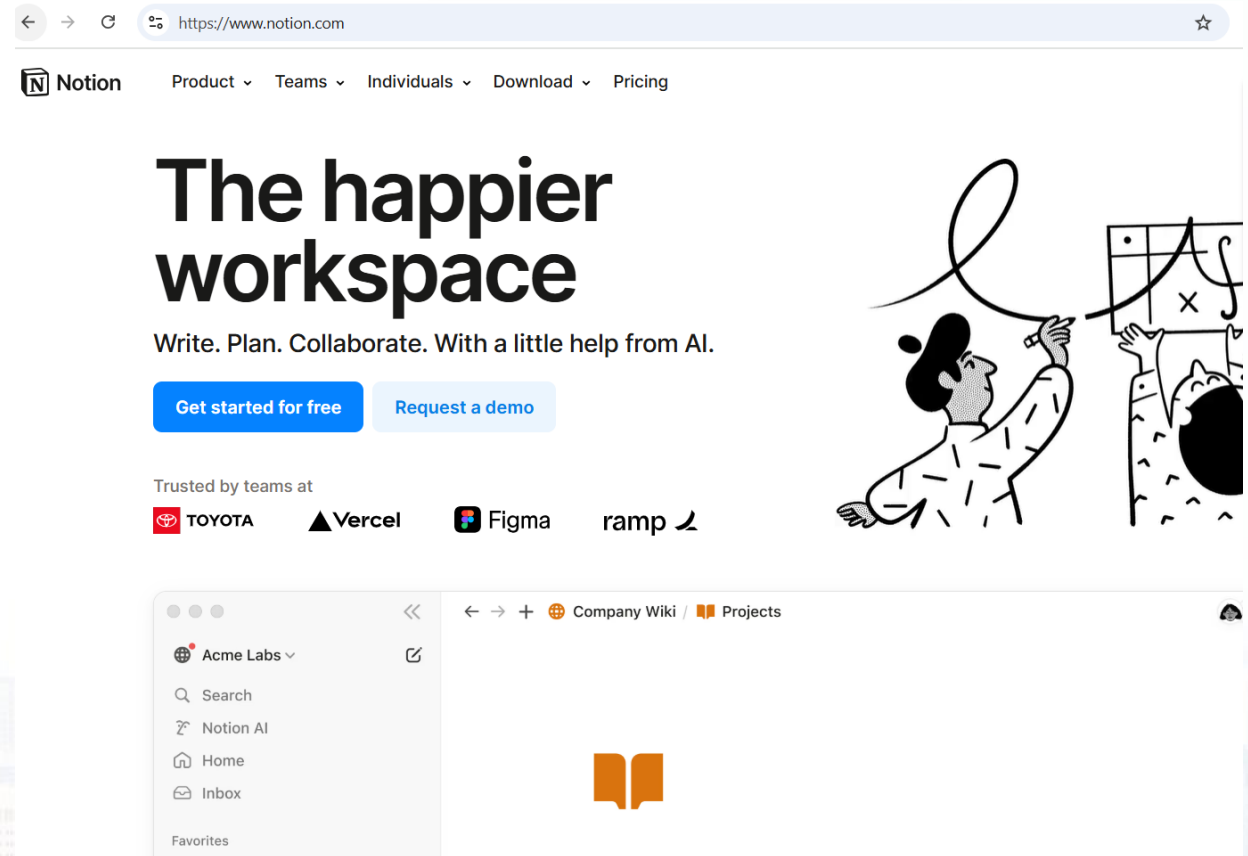 https://www.notion.com
Notion Product Teams Individuals Download Pricing
The happier
workspace
Write. Plan. Collaborate. With a little help from AI.
Get started for free Request a demo
Trusted by teams at
TOYOTA Vercel Figma ramp
Company Wiki / Projects
Acme Labs
Search
Notion AI
Home
Inbox
Favorites